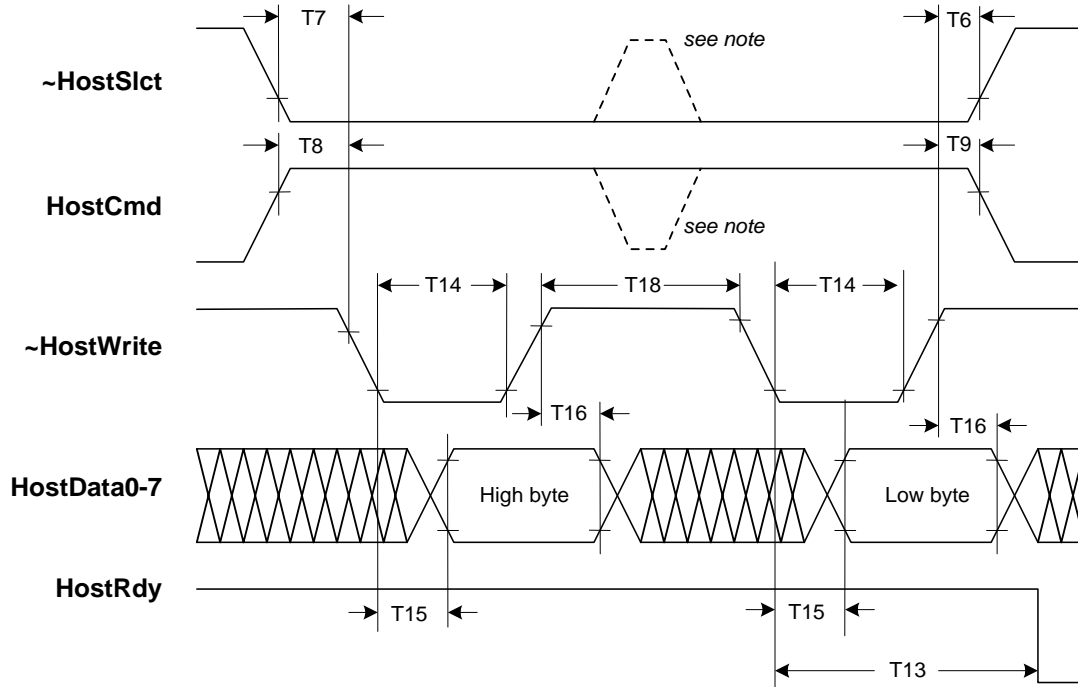 T7
T6
see note
~HostSlct
T8
T9
HostCmd
see note
T14
T18
T14
~HostWrite
T16
T16
HostData0-7
High byte
Low byte
HostRdy
T15
T15
T13